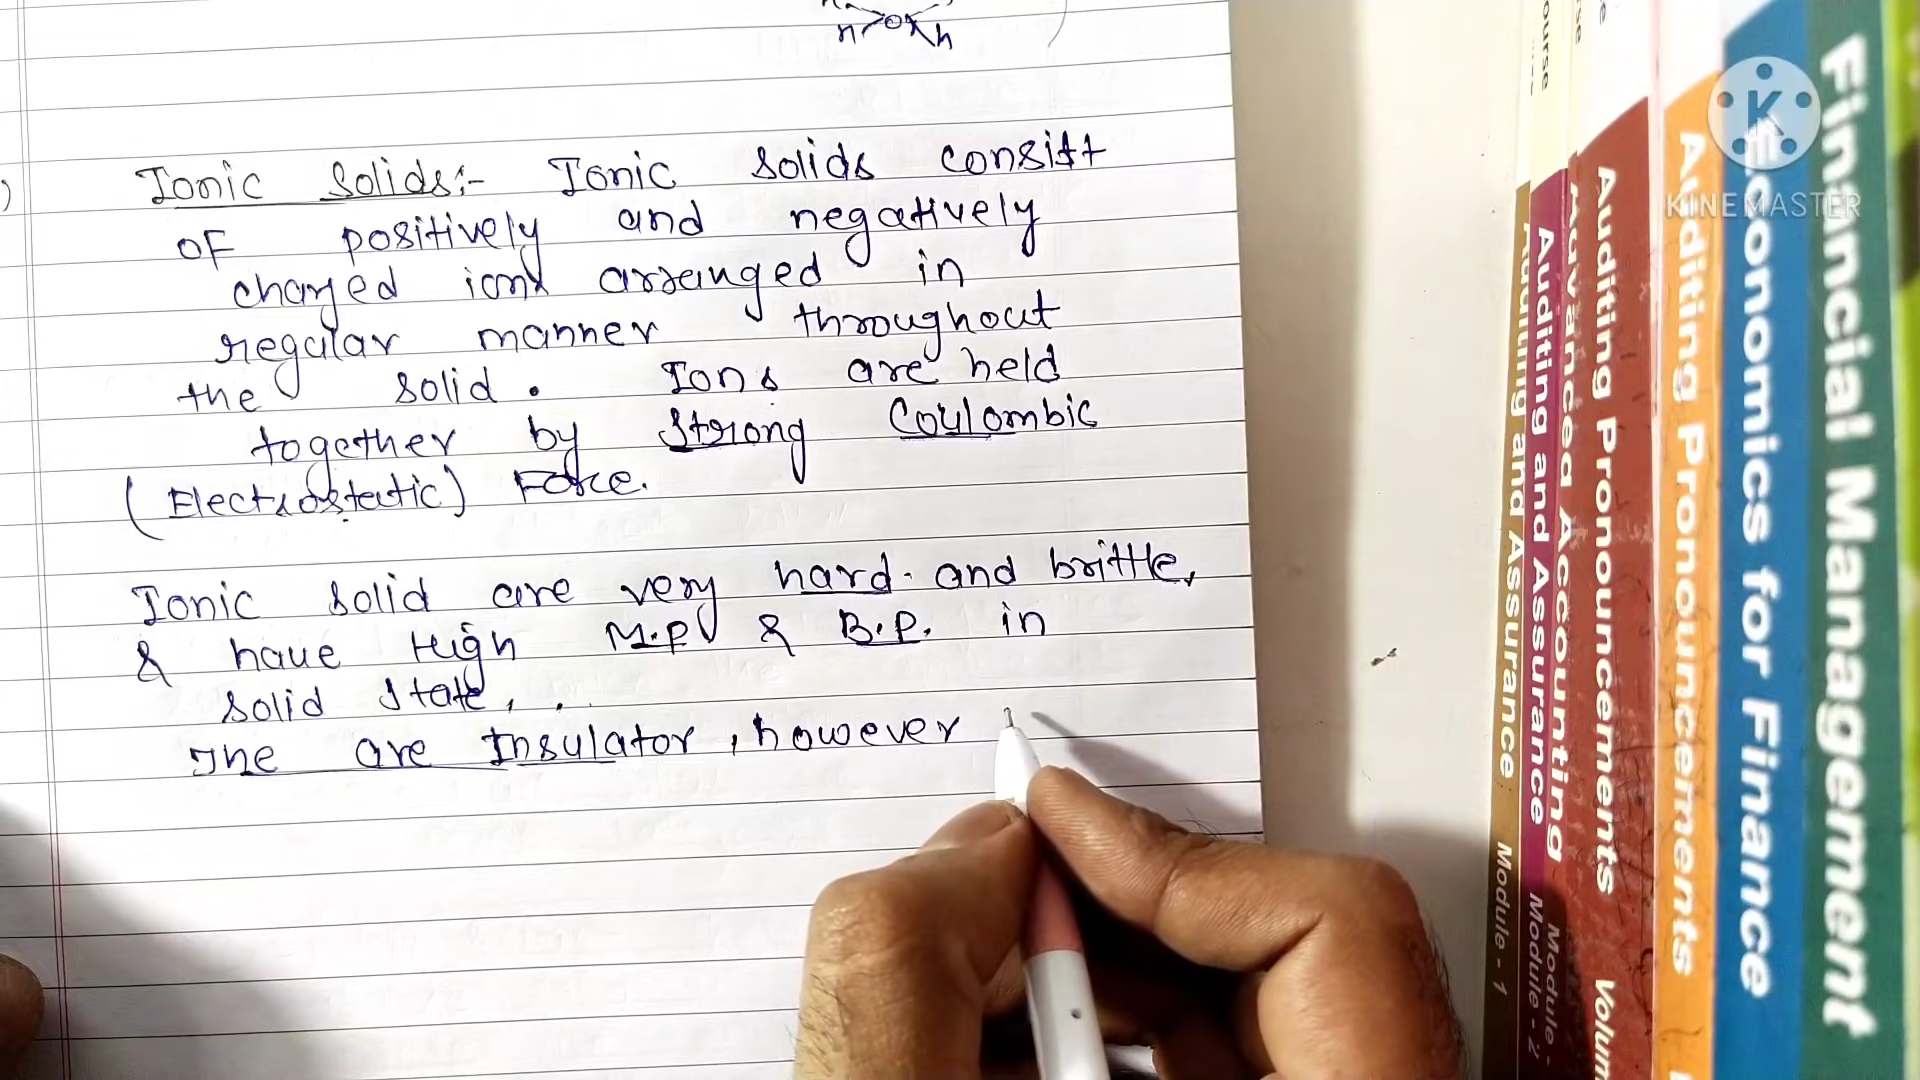 Ionic Solids:- Ionic solids consist
of positively and negatively
charged ions arranged in
regular manner throughout
the solid. Ions are held
together by strong Coulombic
(Electrostatic) Force.
Ionic solid are very hard and brittle,
& have High M.P & B.P. in
solid state, .
The are Insulator, however
Auditing and Assurance Module - 1
Auditing and Assurance Module - 2
Advanced Accounting Module -
Auditing Pronouncements Volum
Auditing Pronouncements
Economics for Finance
Financial Management
K
KINEMASTER